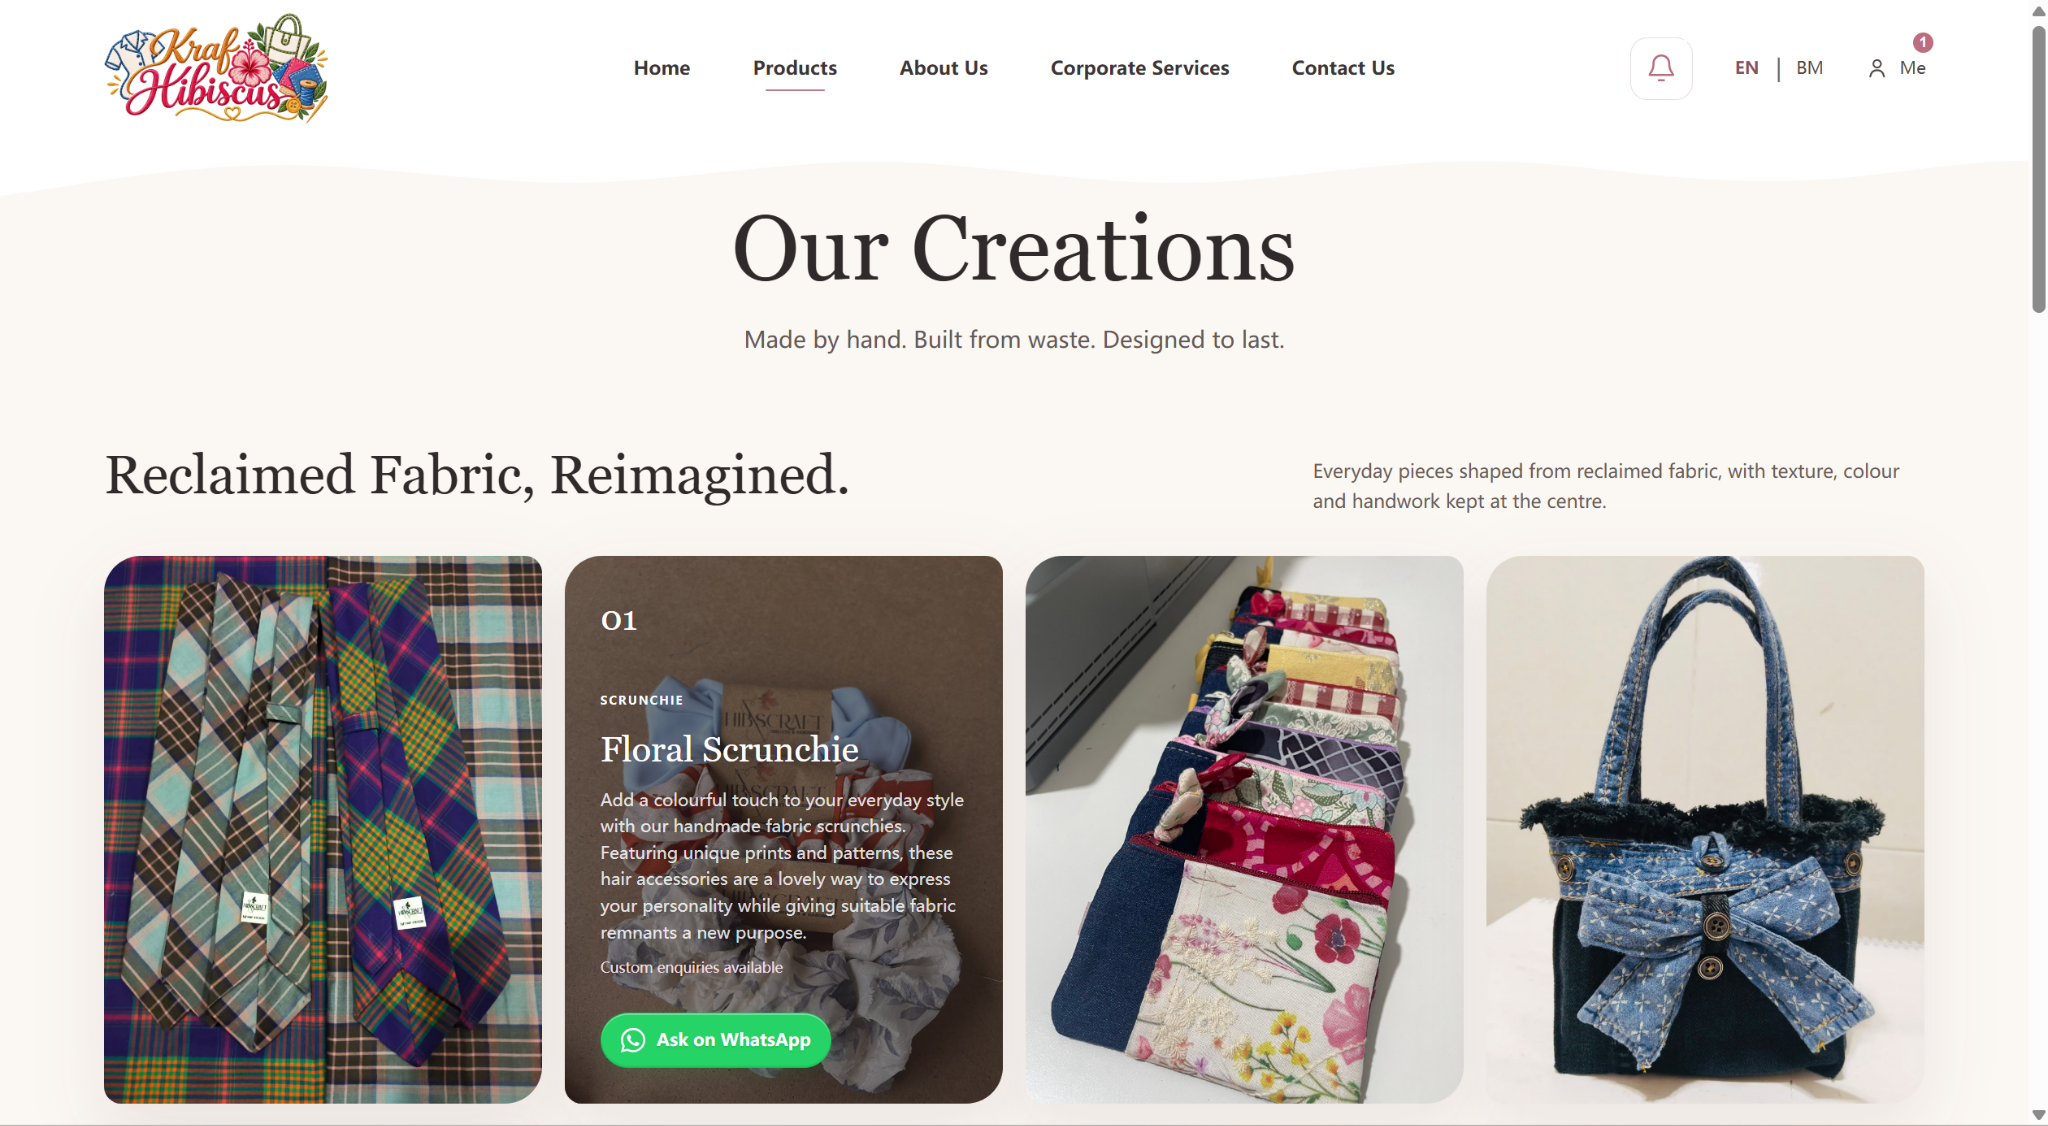 Kraf
Hibiscus
Home
Products
About Us
Corporate Services
Contact Us
EN | BM
1
Me
Our Creations
Made by hand. Built from waste. Designed to last.
Reclaimed Fabric, Reimagined.
Everyday pieces shaped from reclaimed fabric, with texture, colour
and handwork kept at the centre.
01
SCRUNCHIE
HIBISCRAFT
Floral Scrunchie
Add a colourful touch to your everyday style
with our handmade fabric scrunchies.
Featuring unique prints and patterns, these
hair accessories are a lovely way to express
your personality while giving suitable fabric
remnants a new purpose.
Custom enquiries available
Ask on WhatsApp